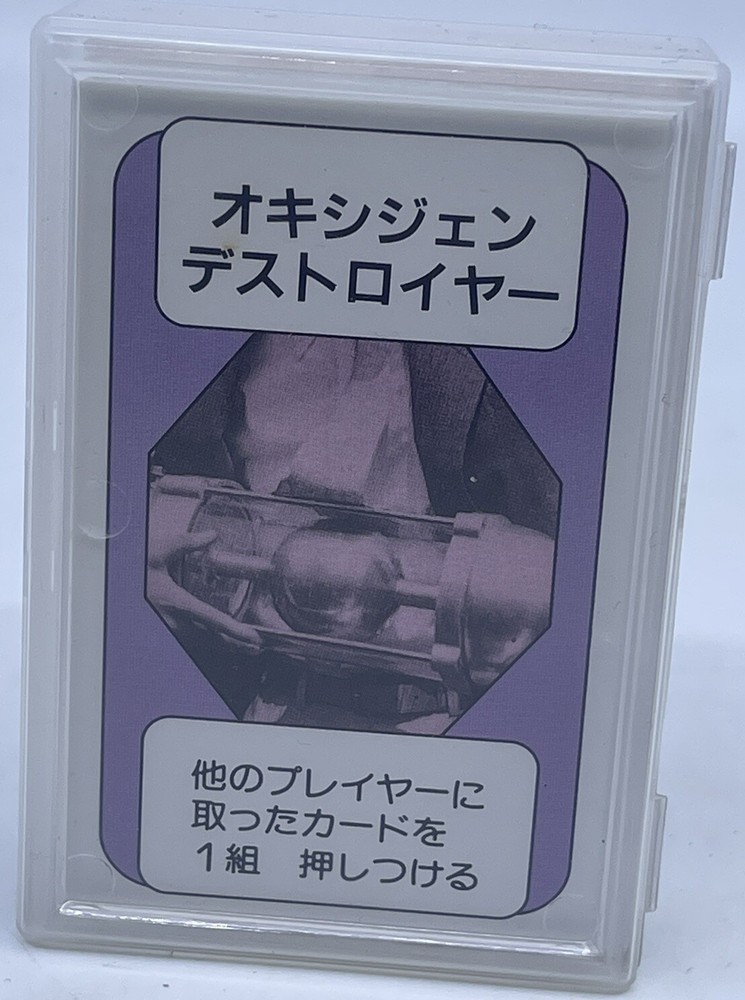 オキシジェン
デストロイヤー
他のプレイヤーに
取ったカードを
1組　押しつける